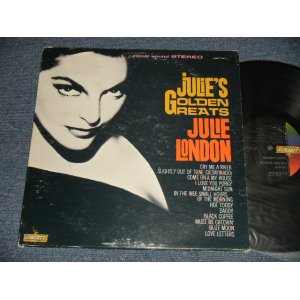 STEREO
JULIE'S
GOLDEN
GREATS
JULIE
LONDON
CRY ME A RIVER
SLIGHTLY OUT OF TUNE (DESAFINADO)
COME ON-A MY HOUSE
I LOVE YOU PORGY
MIDNIGHT SUN
IN THE WEE SMALL HOURS
OF THE MORNING
HOT TODDY
DADDY
BLACK COFFEE
MUST BE CATCHIN'
BLUE MOON
LOVE LETTERS
LIBERTY